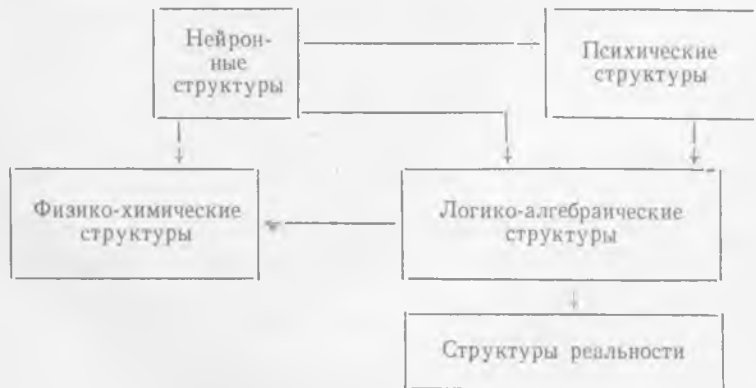 Нейрон-
ные
структуры
Психические
структуры
Физико-химические
структуры
Логико-алгебраические
структуры
Структуры реальности